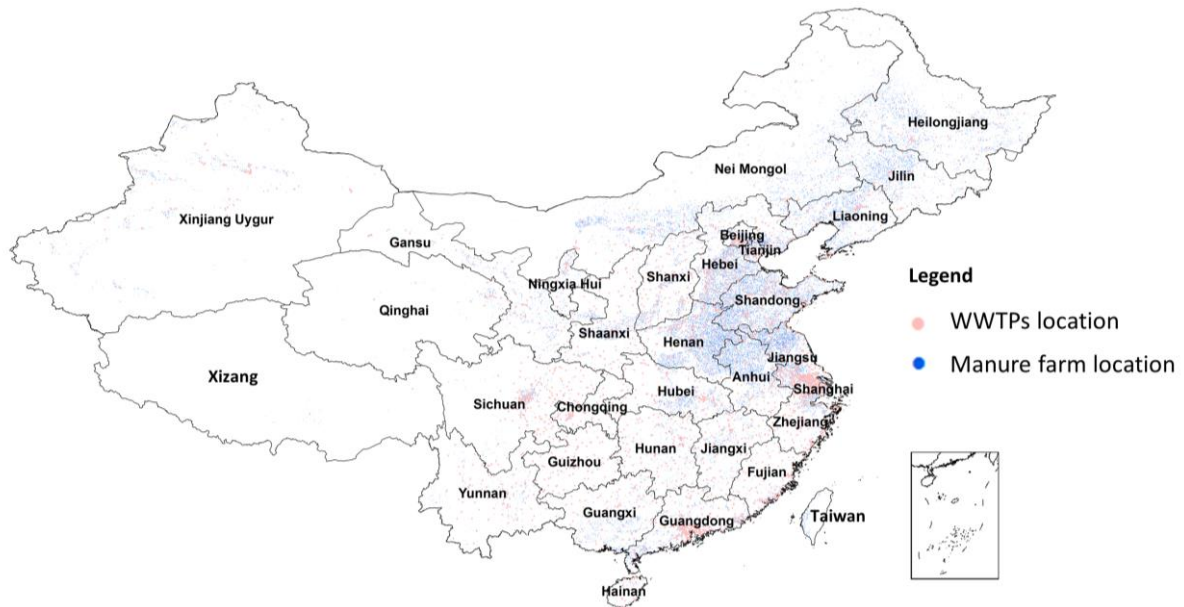 Heilongjiang
Nei Mongol
Jilin
Xinjiang Uygur
Liaoning
Gansu
Beijing
Tianjin
Hebei
Shanxi
Ningxia Hui
Shandong
Qinghai
Shaanxi
Henan
Jiangsu
Xizang
Anhui
Shanghai
Hubei
Sichuan
Chongqing
Zhejiang
Hunan
Jiangxi
Guizhou
Fujian
Yunnan
Guangxi
Guangdong
Taiwan
Hainan
Legend
WWTPs location
Manure farm location